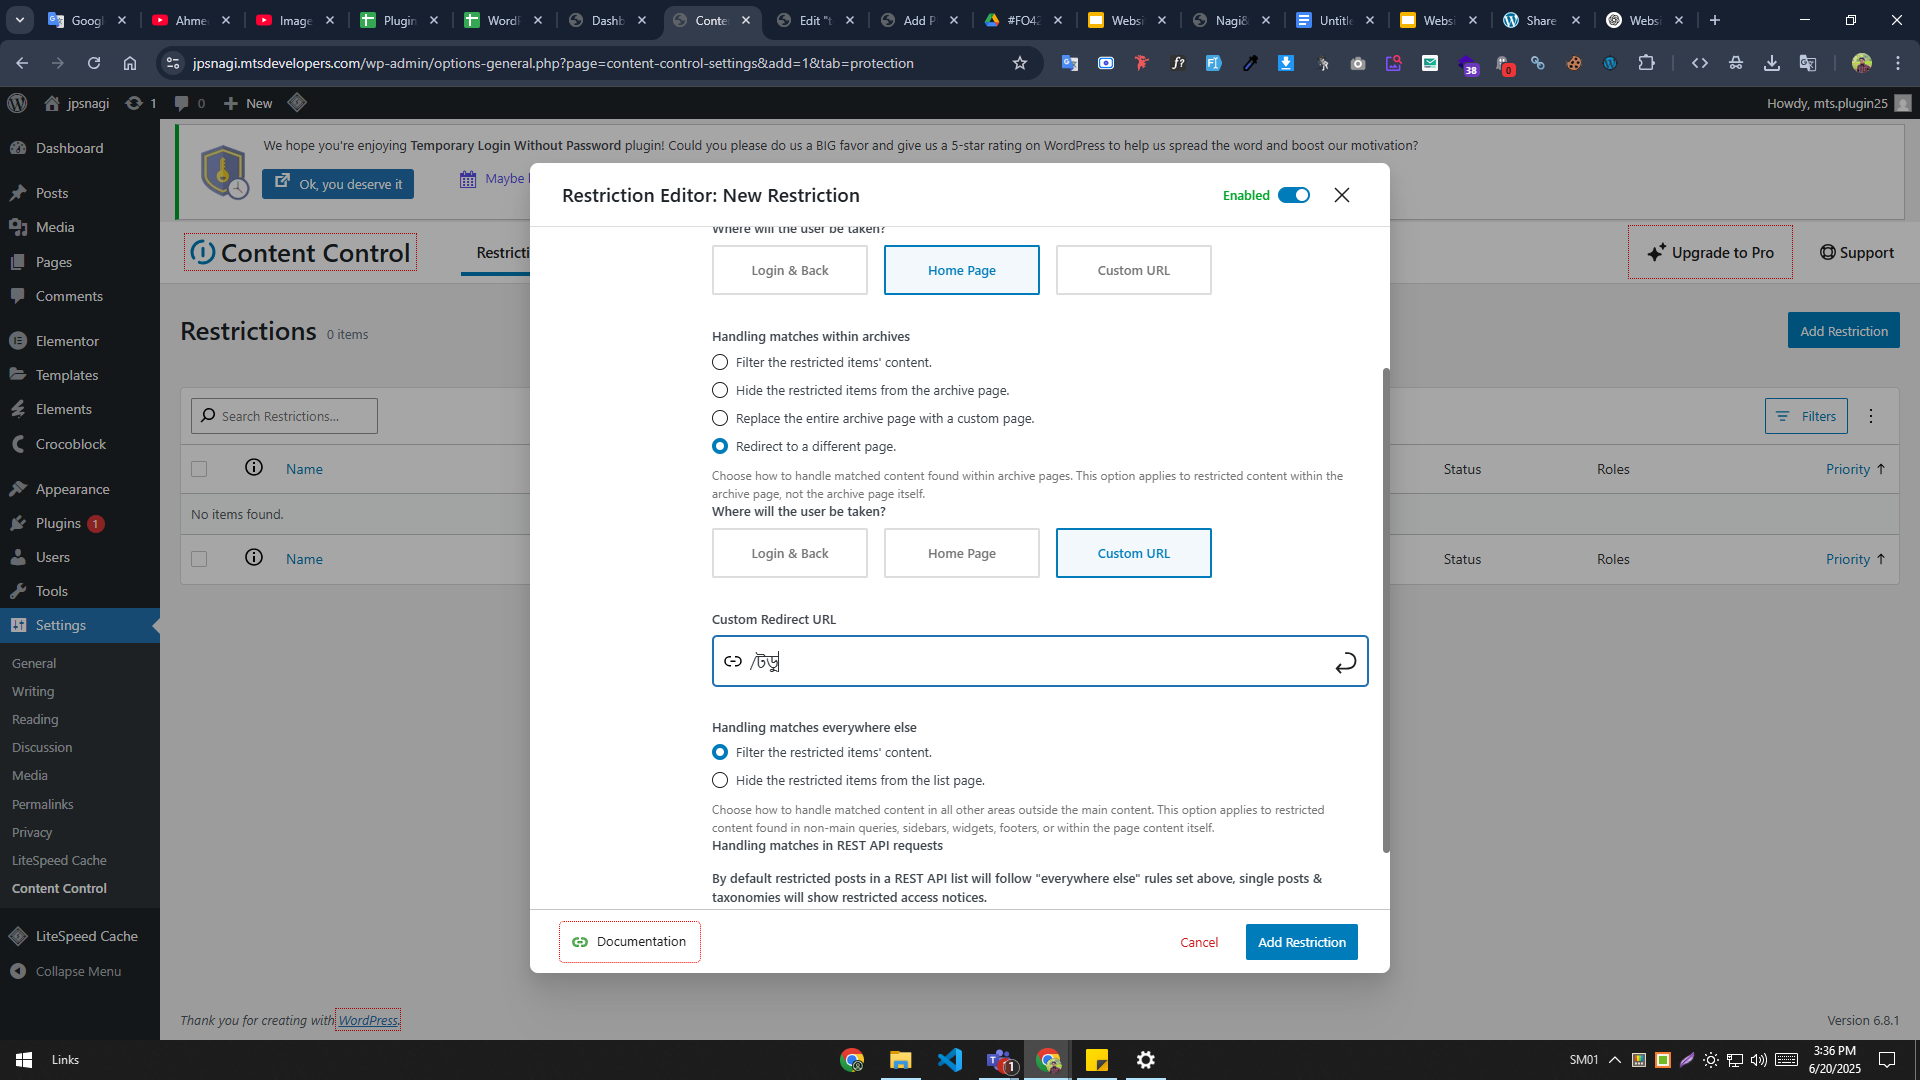 Googl
Ahme
Image
Plugin
WordP
Dashb
Conte
Edit "t
Add P
#FO42
Websi
Nagi&
Untitle
Websi
Share
Websi
jpsnagi.mtsdevelopers.com/wp-admin/options-general.php?page=content-control-settings&add=1&tab=protection
38
0
jpsnagi
1
0
New
Howdy, mts.plugin25
Dashboard
Posts
Media
Pages
Comments
Elementor
Templates
Elements
Crocoblock
Appearance
Plugins 1
Users
Tools
Settings
General
Writing
Reading
Discussion
Media
Permalinks
Privacy
LiteSpeed Cache
Content Control
LiteSpeed Cache
Collapse Menu
We hope you're enjoying Temporary Login Without Password plugin! Could you please do us a BIG favor and give us a 5-star rating on WordPress to help us spread the word and boost our motivation?
Ok, you deserve it
Maybe
Content Control
Restricti
Upgrade to Pro
Support
Restrictions 0 items
Add Restriction
Search Restrictions...
Filters
Name
Status
Roles
Priority
No items found.
Name
Status
Roles
Priority
Restriction Editor: New Restriction
Enabled
Where will the user be taken?
Login & Back
Home Page
Custom URL
Handling matches within archives
Filter the restricted items' content.
Hide the restricted items from the archive page.
Replace the entire archive page with a custom page.
Redirect to a different page.
Choose how to handle matched content found within archive pages. This option applies to restricted content within the
archive page, not the archive page itself.
Where will the user be taken?
Login & Back
Home Page
Custom URL
Custom Redirect URL
/টডু
Handling matches everywhere else
Filter the restricted items' content.
Hide the restricted items from the list page.
Choose how to handle matched content in all other areas outside the main content. This option applies to restricted
content found in non-main queries, sidebars, widgets, footers, or within the page content itself.
Handling matches in REST API requests
By default restricted posts in a REST API list will follow "everywhere else" rules set above, single posts &
taxonomies will show restricted access notices.
Documentation
Cancel
Add Restriction
Thank you for creating with WordPress.
Version 6.8.1
Links
1
SM01
3:36 PM
6/20/2025